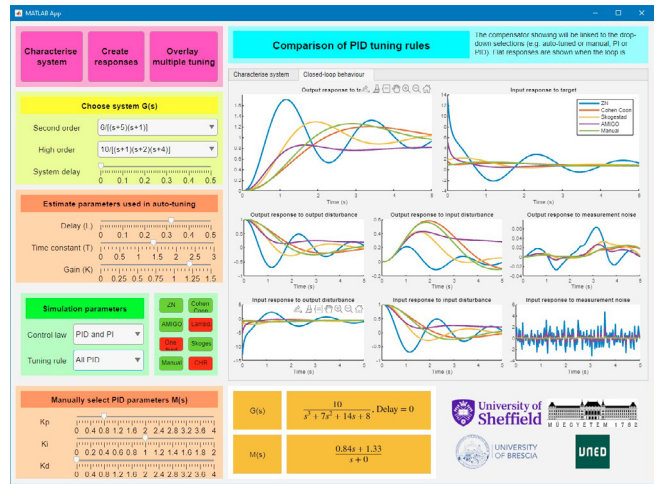 MATLAB App
Characterise system
Create responses
Overlay multiple tuning
Comparison of PID tuning rules
The compensator showing will be linked to the drop-
down selections (e.g. auto-tuned or manual, PI or
PID). Flat responses are shown when the loop is
Characterise system
Closed-loop behaviour
Choose system G(s)
Second order
6/[(s+5)(s+1)]
High order
10/[(s+1)(s+2)(s+4)]
System delay
0 0.1 0.2 0.3 0.4 0.5
Estimate parameters used in auto-tuning
Delay (L)
0 0.1 0.2 0.3 0.4 0.5
Time constant (T)
0 0.5 1 1.5 2 2.5 3
Gain (K)
0 0.25 0.5 0.75 1 1.25 1.5
Simulation parameters
Control law
PID and PI
Tuning rule
All PID
ZN
Cohen Coon
AMIGO
Skoges
Manual
CHR
Manually select PID parameters M(s)
Kp
0 0.4 0.8 1.2 1.6 2 2.4 2.8 3.2 3.6 4
Ki
0 0.2 0.4 0.6 0.8 1 1.2 1.4 1.6 1.8 2
Kd
0 0.4 0.8 1.2 1.6 2 2.4 2.8 3.2 3.6 4
Output response to
Time (s)
Input response to target
ZN
Cohen Coon
Skogested
AMIGO
Manual
Time (s)
Output response to output disturbance
Time (s)
Output response to input disturbance
Time (s)
Output response to measurement noise
Time (s)
Input response to output disturbance
Time (s)
Input response to input disturbance
Time (s)
Input response to measurement noise
Time (s)
G(s)
10
s³ + 7s² + 14s + 8 , Delay = 0
M(s)
0.84s + 1.33
s + 0
University of
Sheffield
MŰEGYETEM 1782
UNIVERSITY
OF BRESCIA
UNED